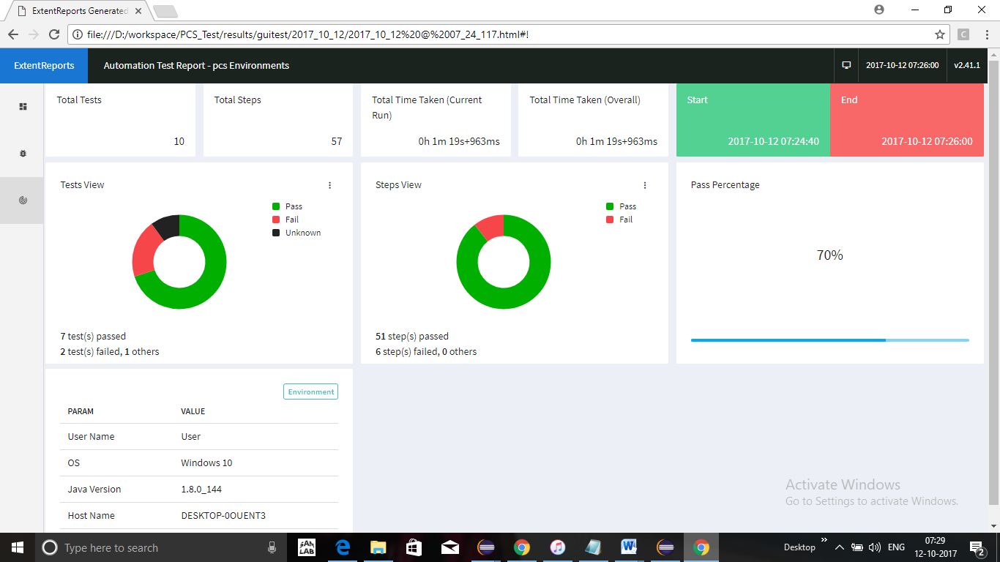 ExtentReports Generated
file:///D:/workspace/PCS_Test/results/guitest/2017_10_12/2017_10_12%20@%2007_24_117.html#!
C
ExtentReports
Automation Test Report - pcs Environments
2017-10-12 07:26:00
v2.41.1
Total Tests
10
Total Steps
57
Total Time Taken (Current
Run)
0h 1m 19s+963ms
Total Time Taken (Overall)
0h 1m 19s+963ms
Start
2017-10-12 07:24:40
End
2017-10-12 07:26:00
Tests View
Pass
Fail
Unknown
7 test(s) passed
2 test(s) failed, 1 others
Steps View
Pass
Fail
51 step(s) passed
6 step(s) failed, 0 others
Pass Percentage
70%
Environment
PARAM VALUE
User Name User
OS Windows 10
Java Version 1.8.0_144
Host Name DESKTOP-0OUENT3
Activate Windows
Go to Settings to activate Windows.
Type here to search
SAM
LAB
Desktop
ENG
07:29
12-10-2017
2